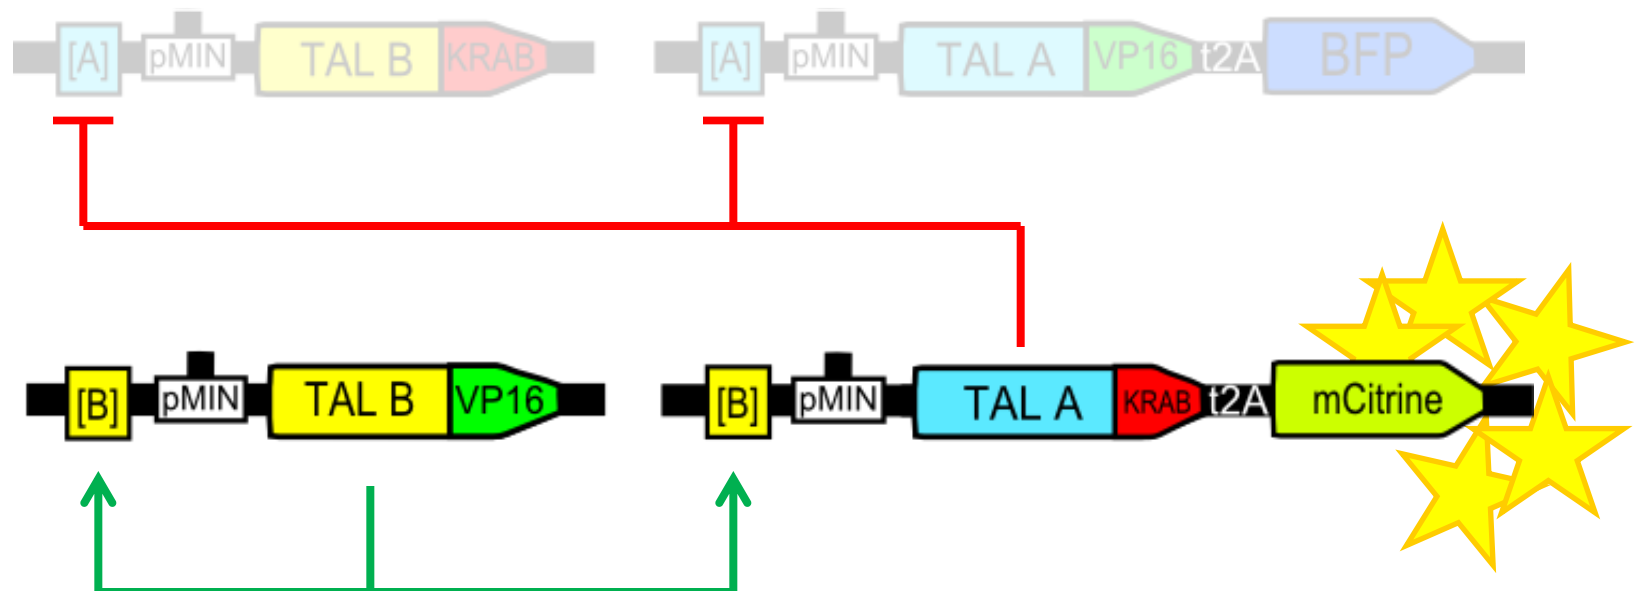 [A] pMIN TAL B KRAB [A] pMIN TAL A VP16 t2A BFP
[B] pMIN TAL B VP16 [B] pMIN TAL A KRAB t2A mCitrine